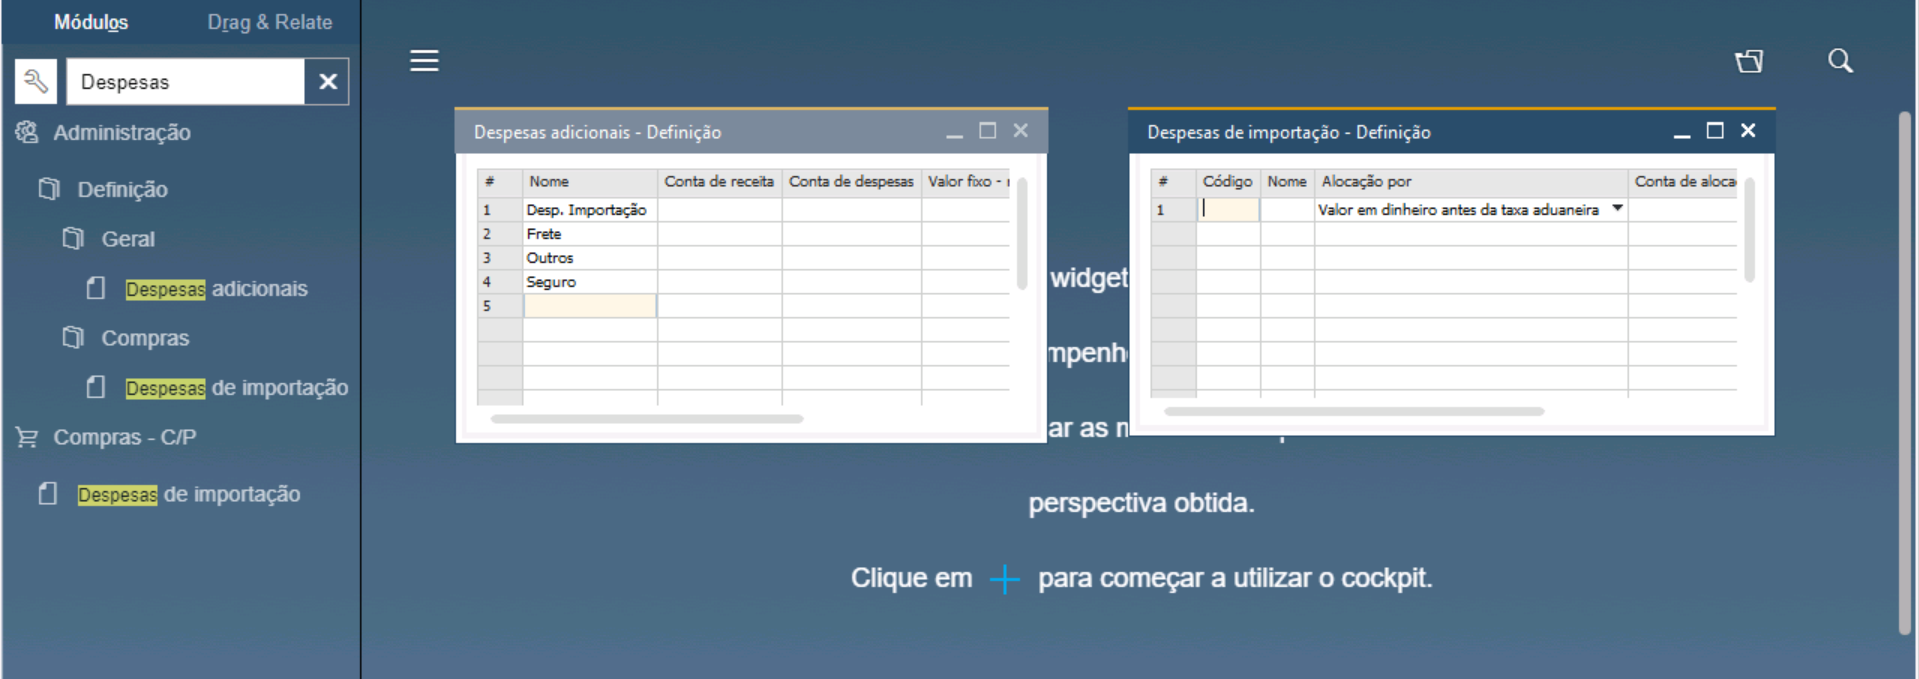 Módulos
Drag & Relate
Despesas
Administração
Definição
Geral
Despesas adicionais
Compras
Despesas de importação
Compras - C/P
Despesas de importação
Despesas adicionais - Definição
# Nome Conta de receita Conta de despesas Valor fixo -
1 Desp. Importação
2 Frete
3 Outros
4 Seguro
5
Despesas de importação - Definição
# Código Nome Alocação por Conta de aloca
1 Valor em dinheiro antes da taxa aduaneira
widget
mpenh
ar as
perspectiva obtida.
Clique em + para começar a utilizar o cockpit.